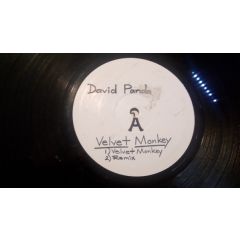 David Panda
A
Velvet Monkey
1) Velvet Monkey
2) Remix